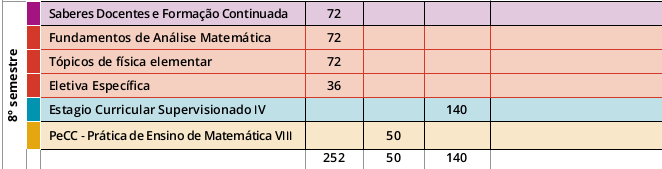 8º semestre
Saberes Docentes e Formação Continuada 72
Fundamentos de Análise Matemática 72
Tópicos de física elementar 72
Eletiva Específica 36
Estagio Curricular Supervisionado IV 140
PeCC - Prática de Ensino de Matemática VIII 50
252 50 140